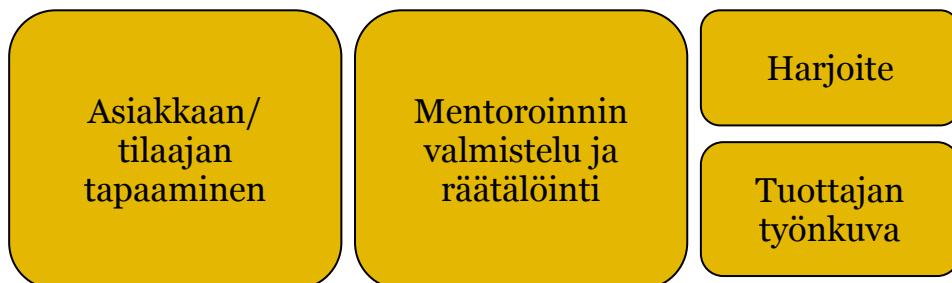 Asiakkaan/
tilaajan
tapaaminen
Mentoroinnin
valmistelu ja
räätälöinti
Harjoite
Tuottajan
työnkuva